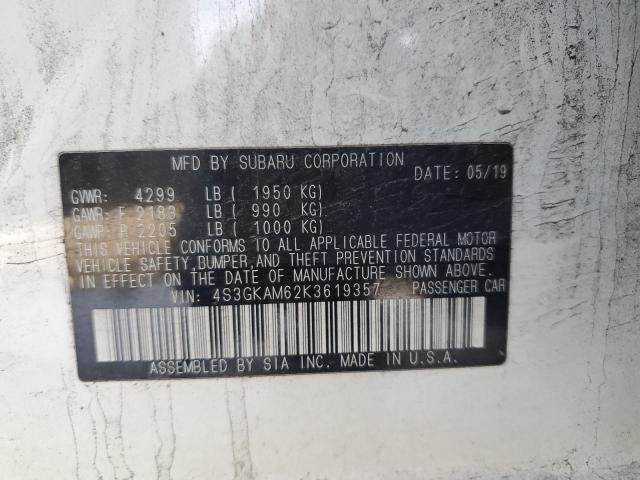 MFD BY SUBARU CORPORATION
DATE: 05/19
GVWR: 4299 LB ( 1950 KG)
GAWR: F 2183 LB ( 990 KG)
GAWR: R 2205 LB ( 1000 KG)
THIS VEHICLE CONFORMS TO ALL APPLICABLE FEDERAL MOTOR
VEHICLE SAFETY, BUMPER, AND THEFT PREVENTION STANDARDS
IN EFFECT ON THE DATE OF MANUFACTURE SHOWN ABOVE.
VIN: 4S3GKAM62K3619357 PASSENGER CAR
ASSEMBLED BY SIA INC. MADE IN U.S.A.